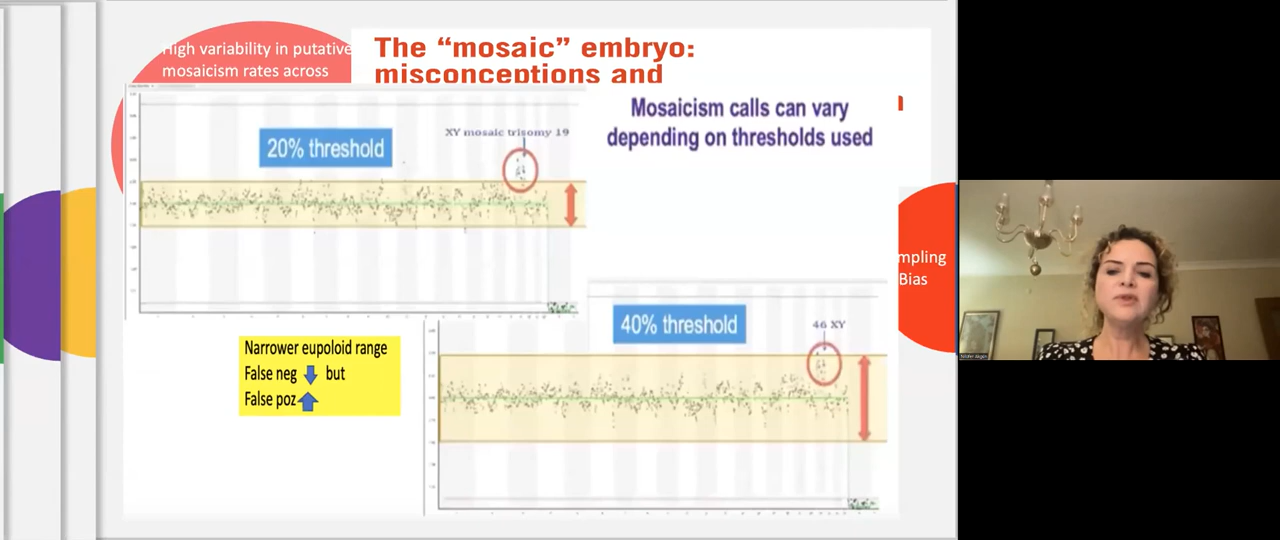 High variability in putative
mosaicism rates across
The “mosaic” embryo:
misconceptions and
Mosaicism calls can vary
depending on thresholds used
20% threshold
XY mosaic trisomy 19
mpling
Bias
40% threshold
46 XY
Narrower eupoloid range
False neg but
False poz